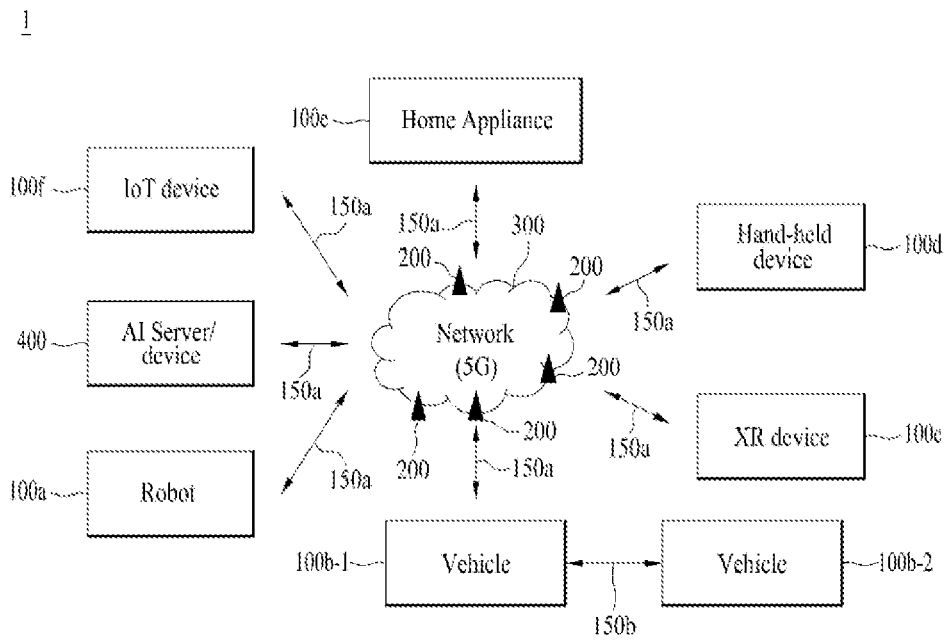 1
100e
Home Appliance
100f
IoT device
150a
150a
300
200
200
Hand-held
device
100d
150a
400
AI Server/
device
150a
Network
(5G)
200
150a
XR device
100c
100a
Robot
150a
200
200
150a
100b-1
Vehicle
Vehicle
100b-2
150b